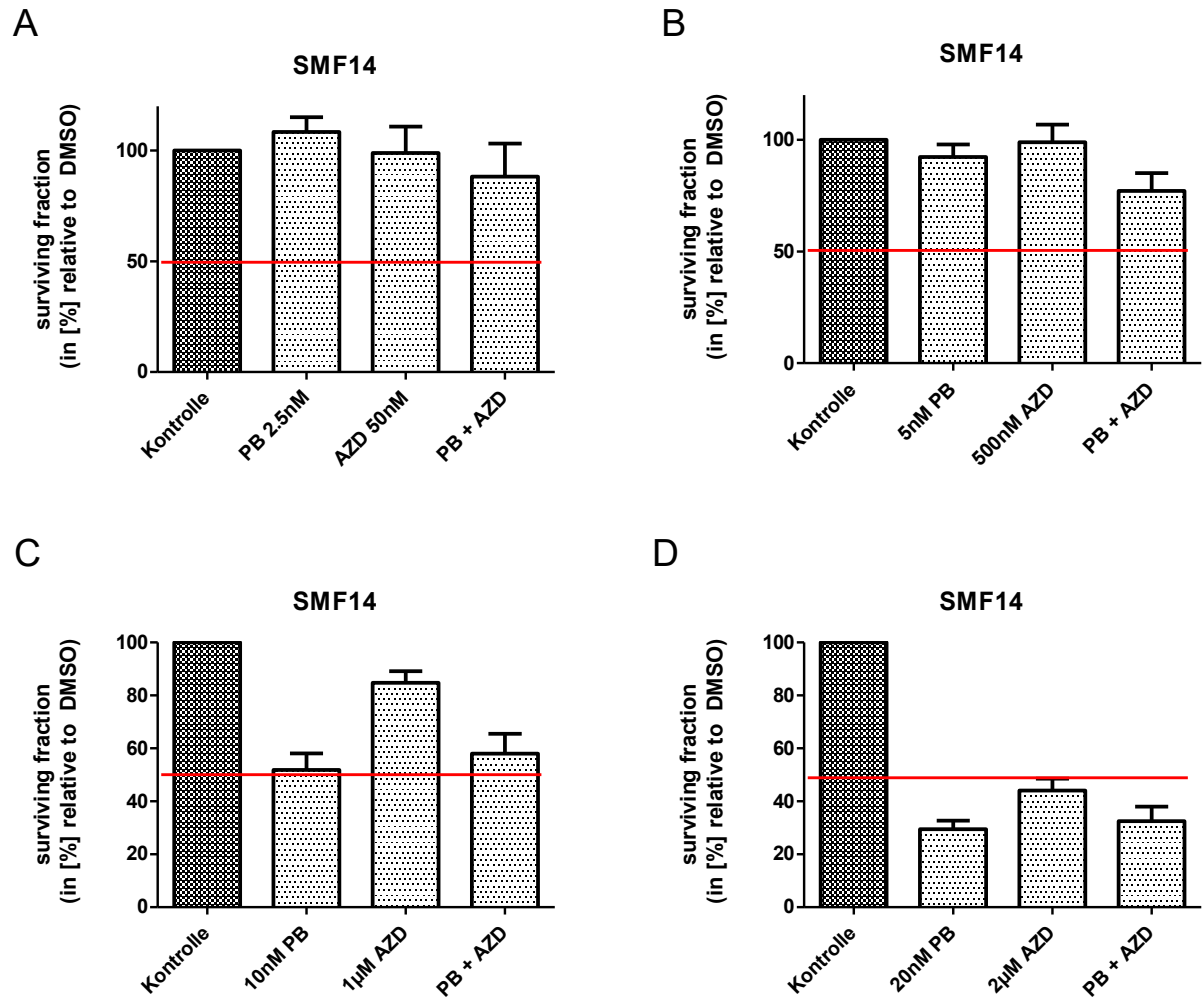 A
SMF14
surviving fraction
(in [%] relative to DMSO)
100
50
0
Kontrolle
PB 2.5nM
AZD 50nM
PB + AZD
B
SMF14
surviving fraction
(in [%] relative to DMSO)
100
50
0
Kontrolle
5nM PB
500nM AZD
PB + AZD
C
SMF14
surviving fraction
(in [%] relative to DMSO)
100
80
60
40
20
0
Kontrolle
10nM PB
1µM AZD
PB + AZD
D
SMF14
surviving fraction
(in [%] relative to DMSO)
100
80
60
40
20
0
Kontrolle
20nM PB
2µM AZD
PB + AZD